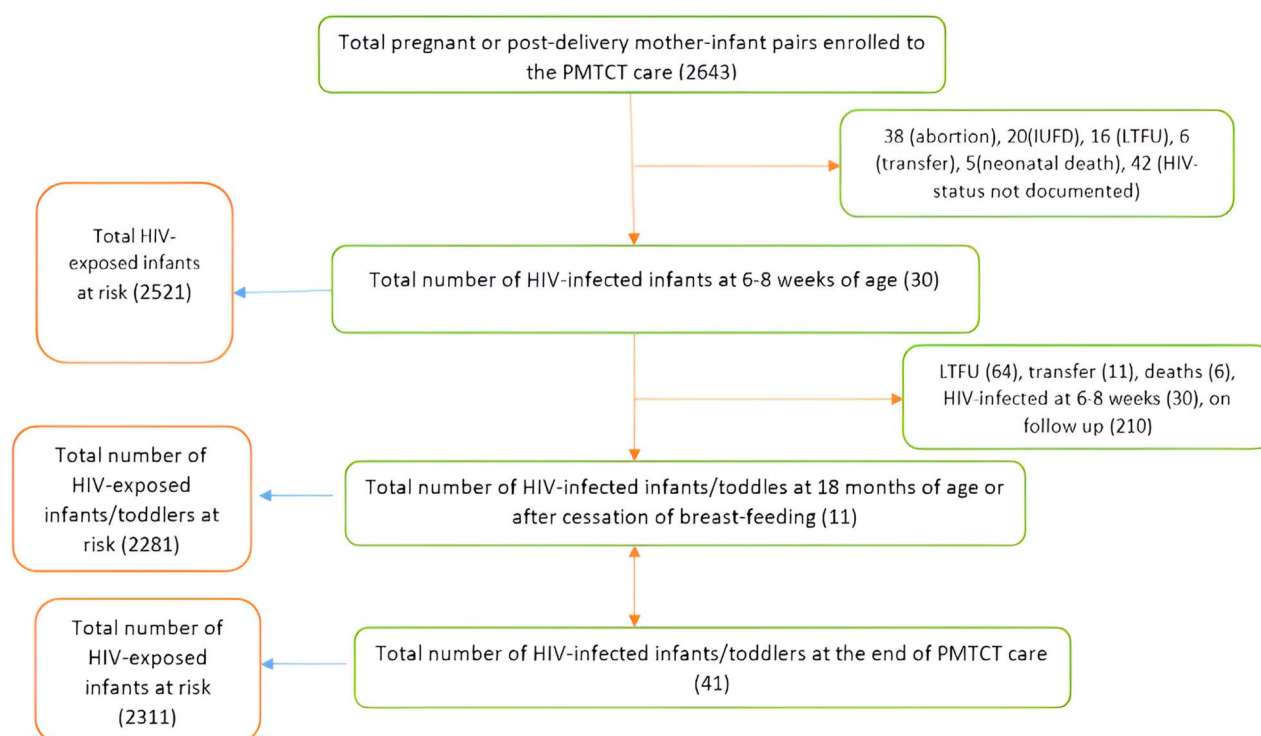 Total pregnant or post-delivery mother-infant pairs enrolled to
the PMTCT care (2643)
38 (abortion), 20(IUFD), 16 (LTFU), 6
(transfer), 5(neonatal death), 42 (HIV-
status not documented)
Total HIV-
exposed infants
at risk (2521)
Total number of HIV-infected infants at 6-8 weeks of age (30)
LTFU (64), transfer (11), deaths (6),
HIV-infected at 6-8 weeks (30), on
follow up (210)
Total number of
HIV-exposed
infants/toddlers at
risk (2281)
Total number of HIV-infected infants/toddles at 18 months of age or
after cessation of breast-feeding (11)
Total number of
HIV-exposed
infants at risk
(2311)
Total number of HIV-infected infants/toddlers at the end of PMTCT care
(41)